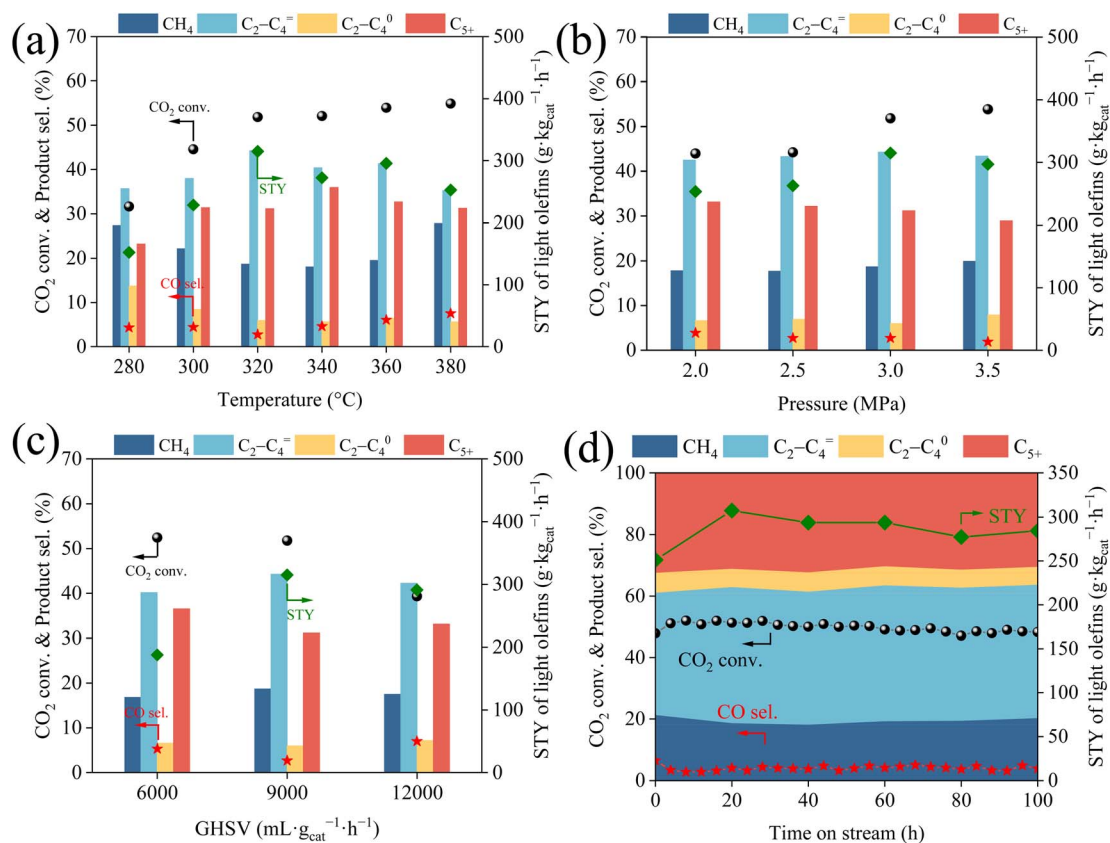 (a)
CH₄ C₂–C₄⁼ C₂–C₄⁰ C₅₊
CO₂ conv. & Product sel. (%)
70
60
50
40
30
20
10
0
CO₂ conv.
STY
CO sel.
500
400
300
200
100
0
STY of light olefins (g·kg_cat⁻¹·h⁻¹)
280 300 320 340 360 380
Temperature (°C)
(b)
CH₄ C₂–C₄⁼ C₂–C₄⁰ C₅₊
CO₂ conv. & Product sel. (%)
70
60
50
40
30
20
10
0
500
400
300
200
100
0
STY of light olefins (g·kg_cat⁻¹·h⁻¹)
2.0 2.5 3.0 3.5
Pressure (MPa)
(c)
CH₄ C₂–C₄⁼ C₂–C₄⁰ C₅₊
CO₂ conv. & Product sel. (%)
70
60
50
40
30
20
10
0
CO₂ conv.
STY
CO sel.
500
400
300
200
100
0
STY of light olefins (g·kg_cat⁻¹·h⁻¹)
6000 9000 12000
GHSV (mL·g_cat⁻¹·h⁻¹)
(d)
CH₄ C₂–C₄⁼ C₂–C₄⁰ C₅₊
CO₂ conv. & Product sel. (%)
100
80
60
40
20
0
STY
CO₂ conv.
CO sel.
350
300
250
200
150
100
50
0
STY of light olefins (g·kg_cat⁻¹·h⁻¹)
0 20 40 60 80 100
Time on stream (h)